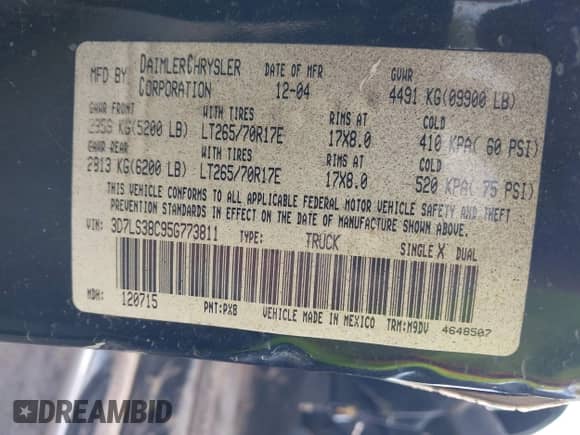 MFD BY DAIMLERCHRYSLER CORPORATION DATE OF MFR 12-04 GVWR 4491 KG(09900 LB)
GAWR FRONT WITH TIRES RIMS AT COLD
KG(5200 LB) LT265/70R17E 17X8.0 410 KPA( 60 PSI)
GAWR REAR WITH TIRES RIMS AT COLD
2813 KG(6200 LB) LT265/70R17E 17X8.0 520 KPA( 75 PSI)
THIS VEHICLE CONFORMS TO ALL APPLICABLE FEDERAL MOTOR VEHICLE SAFETY AND THEFT
PREVENTION STANDARDS IN EFFECT ON THE DATE OF MANUFACTURE SHOWN ABOVE.
VIN: 3D7LS38C95G773811 TYPE: TRUCK SINGLE X DUAL
MDH: 120715 PNT: PXB VEHICLE MADE IN MEXICO TRM: M9DV 4648507
DREAMBID